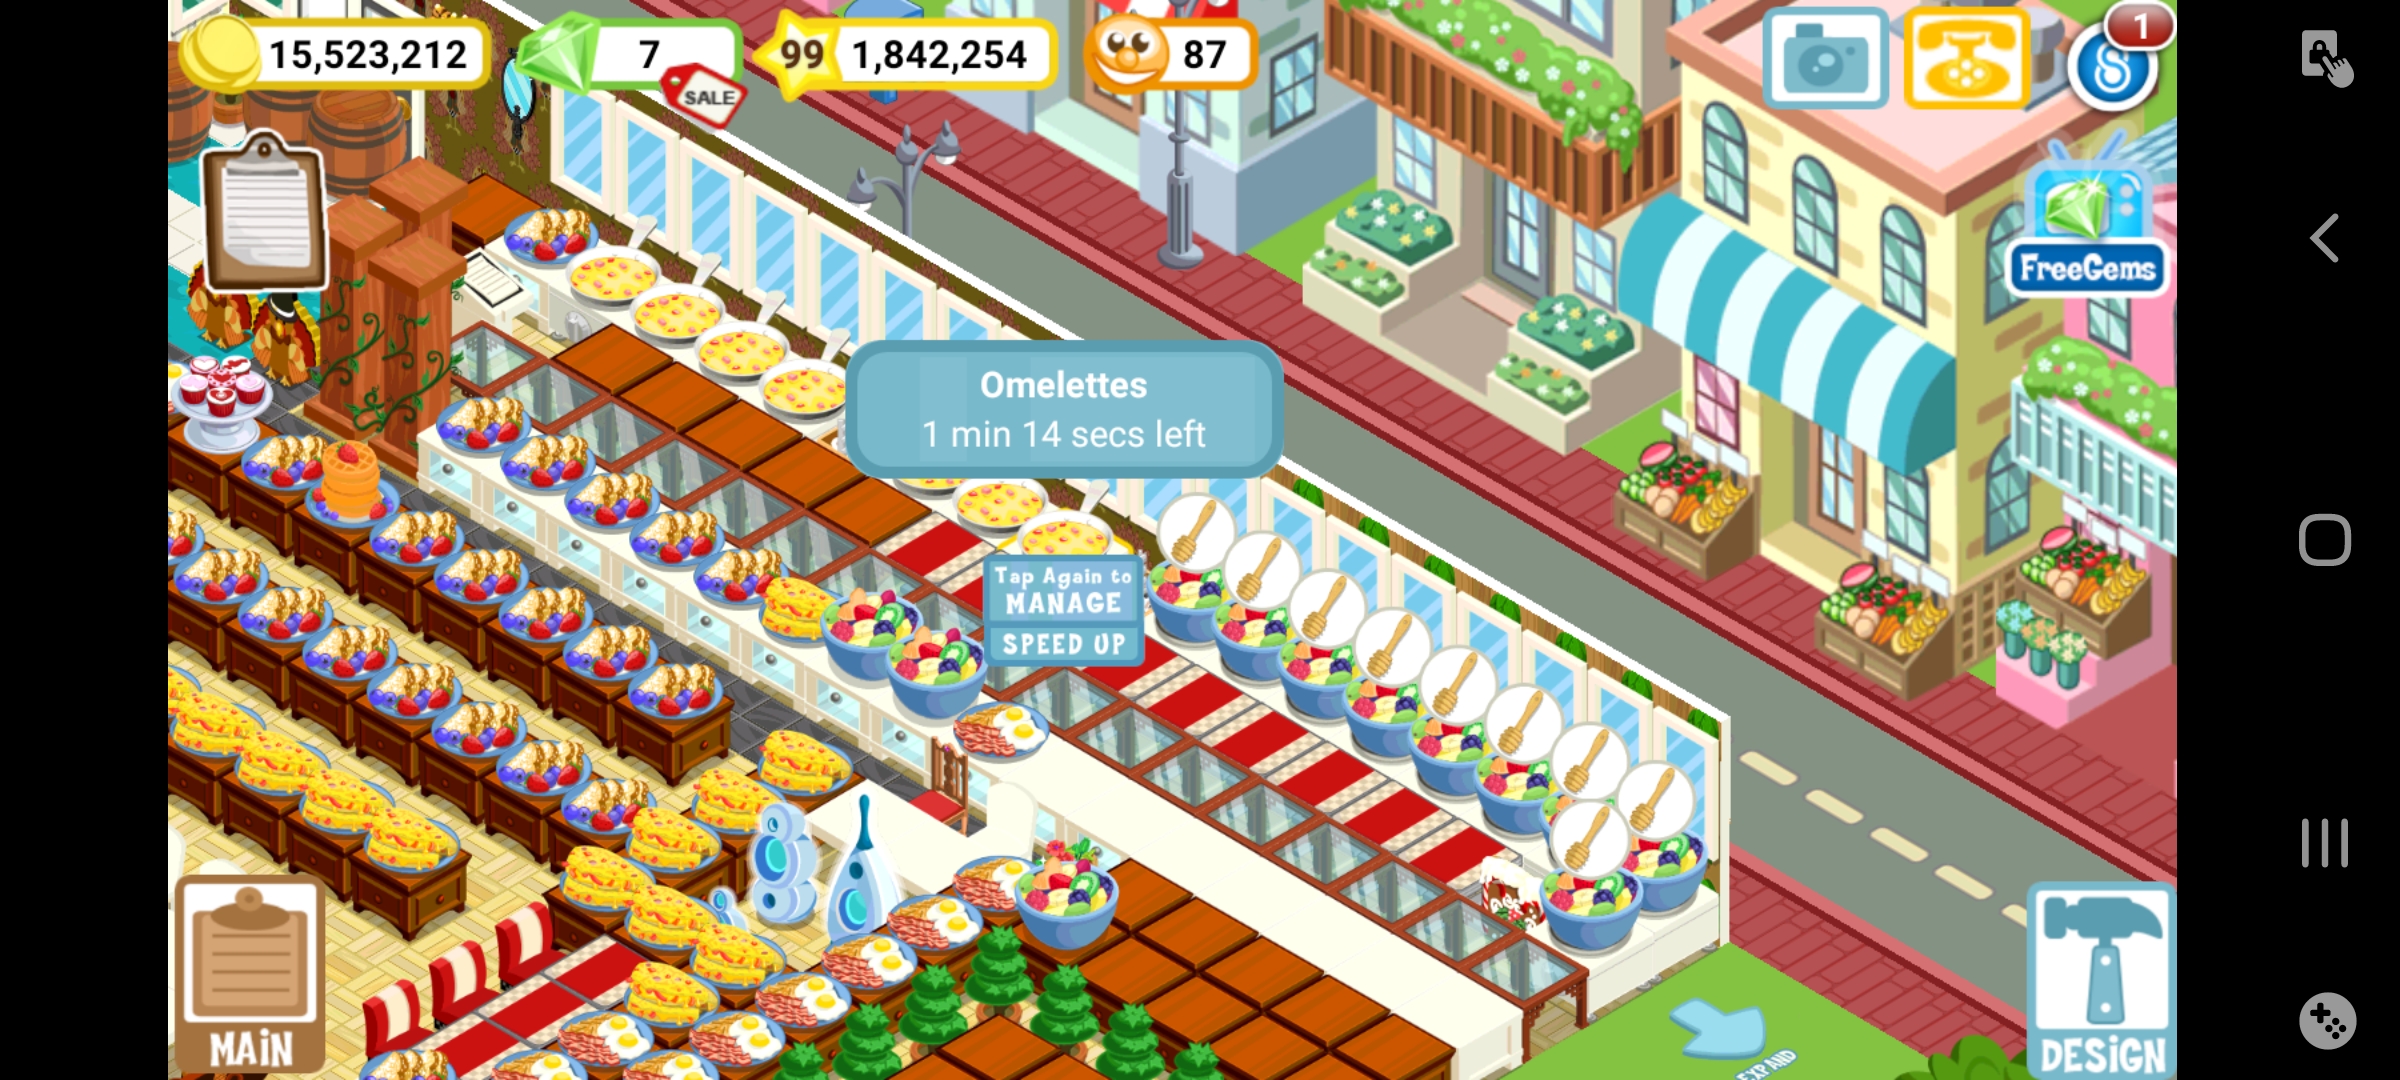 15,523,212
7
SALE
99
1,842,254
87
1
FreeGems
Omelettes
1 min 14 secs left
Tap Again to
MANAGE
SPEED UP
MAIN
DESIGN
EXPAND